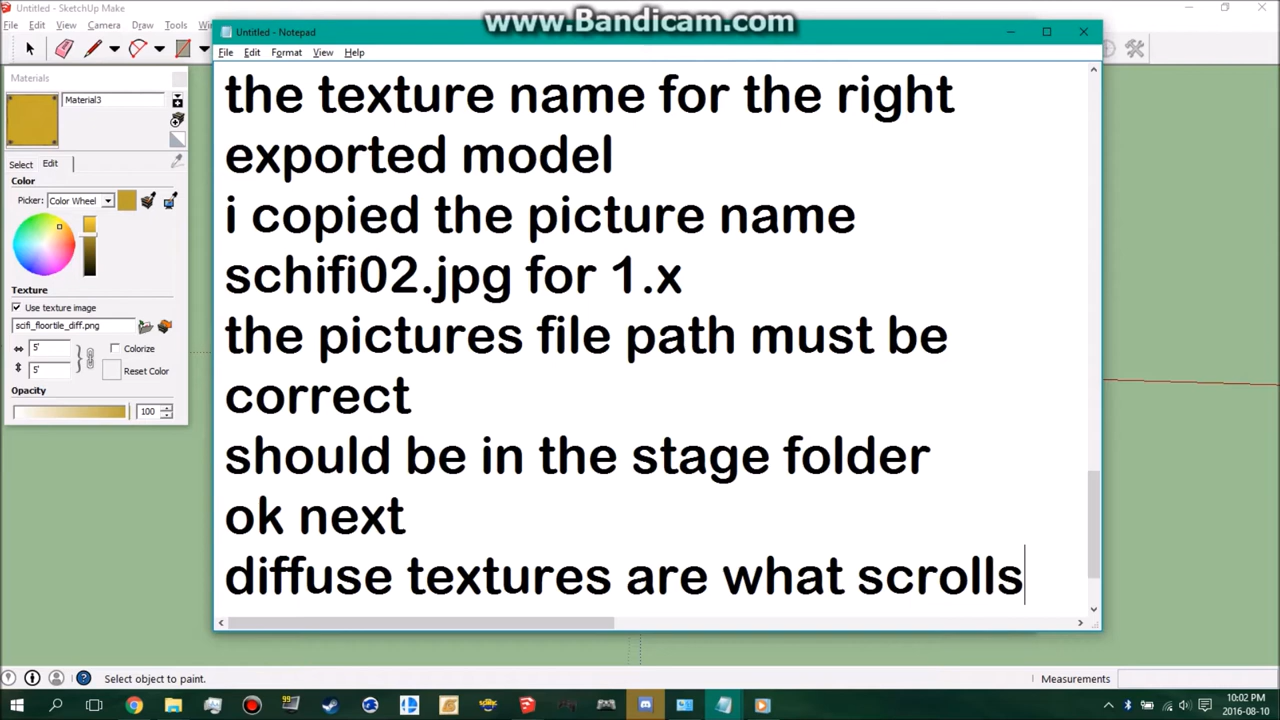 Untitled - SketchUp Make
www.Bandicam.com
File Edit View Camera Draw Tools
Untitled - Notepad
File Edit Format View Help
Materials
Material3
Select Edit
Color
Picker: Color Wheel
Texture
Use texture image
scifi_floortile_diff.png
5' Colorize
5' Reset Color
Opacity
100
the texture name for the right
exported model
i copied the picture name
schifi02.jpg for 1.x
the pictures file path must be
correct
should be in the stage folder
ok next
diffuse textures are what scrolls
Select object to paint.
Measurements
99
10:02 PM
2016-08-10